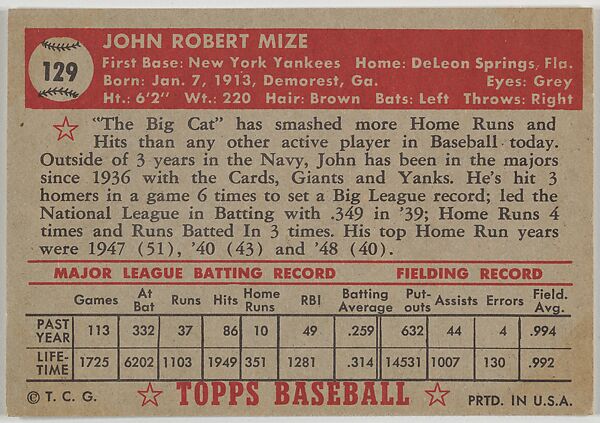 129
JOHN ROBERT MIZE
First Base: New York Yankees Home: DeLeon Springs, Fla.
Born: Jan. 7, 1913, Demorest, Ga. Eyes: Grey
Ht.: 6'2" Wt.: 220 Hair: Brown Bats: Left Throws: Right
"The Big Cat" has smashed more Home Runs and
Hits than any other active player in Baseball today.
Outside of 3 years in the Navy, John has been in the majors
since 1936 with the Cards, Giants and Yanks. He's hit 3
homers in a game 6 times to set a Big League record; led the
National League in Batting with .349 in '39; Home Runs 4
times and Runs Batted In 3 times. His top Home Run years
were 1947 (51), '40 (43) and '48 (40).
MAJOR LEAGUE BATTING RECORD FIELDING RECORD
Games At Bat Runs Hits Home Runs RBI Batting Average Put-outs Assists Errors Field. Avg.
PAST YEAR 113 332 37 86 10 49 .259 632 44 4 .994
LIFE-TIME 1725 6202 1103 1949 351 1281 .314 14531 1007 130 .992
© T. C. G. TOPPS BASEBALL PRTD. IN U.S.A.